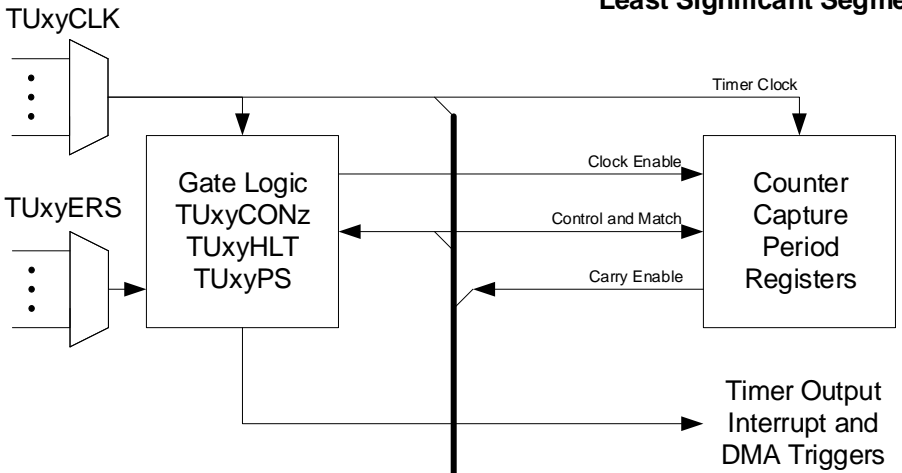 Least Significant Segme
TUxyCLK
Timer Clock
Gate Logic
TUxyCONz
TUxyHLT
TUxyPS
Clock Enable
Control and Match
Carry Enable
Counter
Capture
Period
Registers
TUxyERS
Timer Output
Interrupt and
DMA Triggers